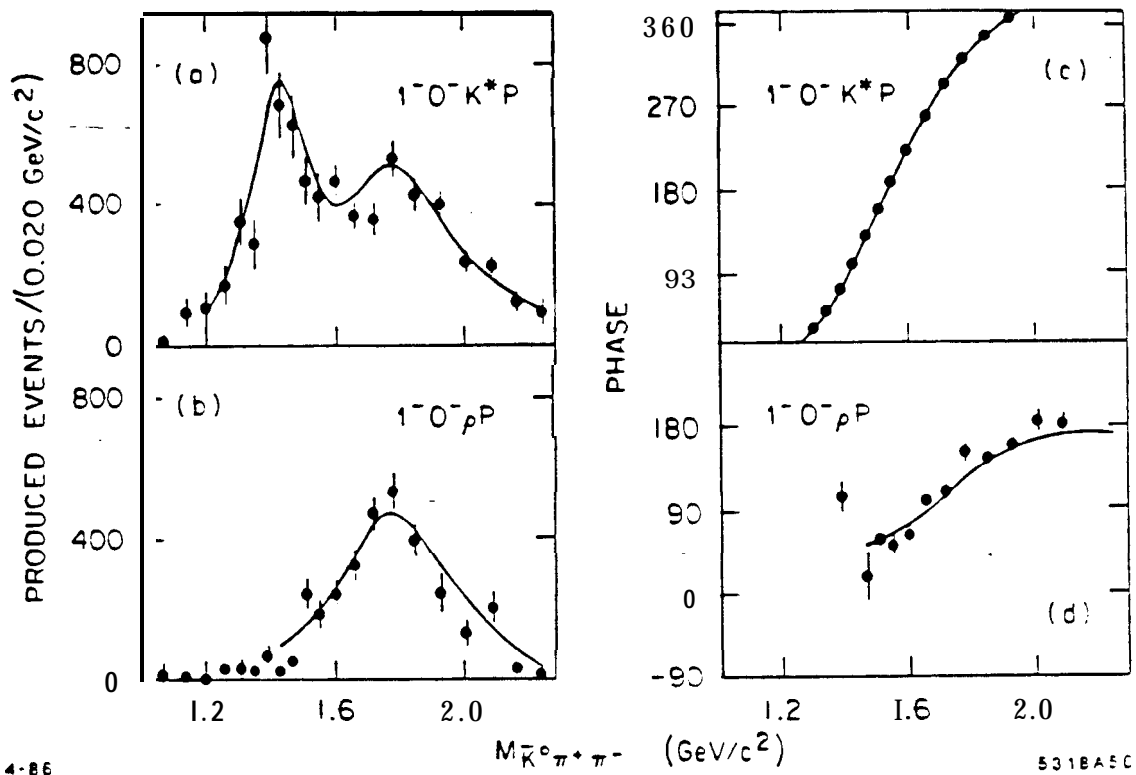 PRODUCED EVENTS/(0.020 GeV/c²)
800
400
0
(a)
1⁻0⁻K*P
800
400
0
(b)
1⁻0⁻ρP
1.2
1.6
2.0
PHASE
360
270
180
93
1⁻0⁻K*P
(c)
180
90
0
-90
1⁻0⁻ρP
(d)
1.2
1.6
2.0
M K̄⁰π⁺π⁻ (GeV/c²)
4-86
5318A50